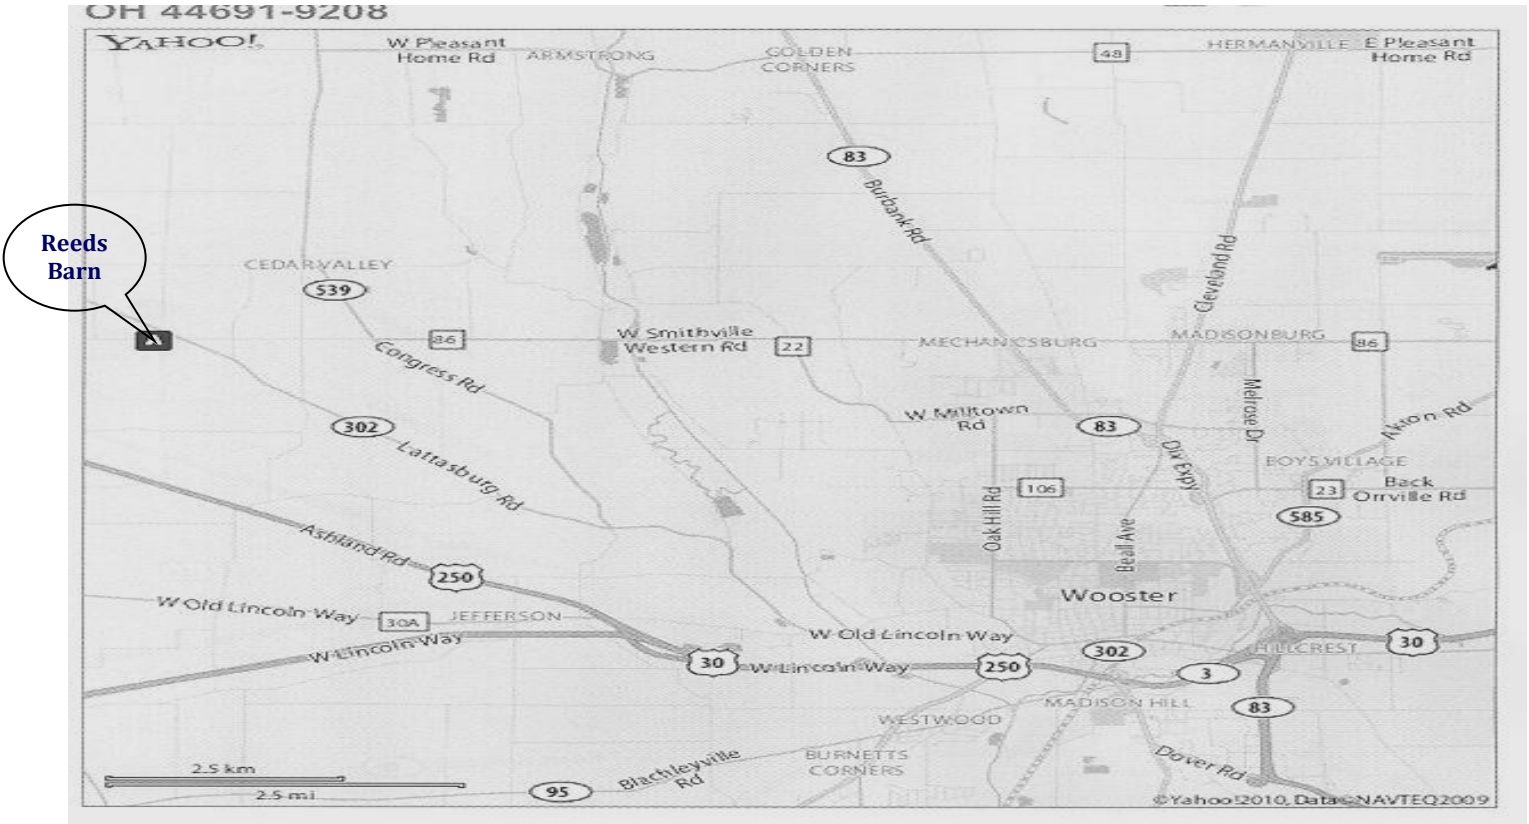 OH 44691-9208
YAHOO!
W Pleasant
Home Rd
ARMSTRONG
GOLDEN
CORNERS
48
HERMANVILLE
E Pleasant
Home Rd
83
Burbank Rd
Reeds
Barn
Cleveland Rd
CEDAR VALLEY
539
86
W Smithville
Western Rd
22
MECHANICSBURG
MADISONBURG
86
Congress Rd
Melrose Dr
302
W Milltown
Rd
83
Akron Rd
Lattasburg Rd
Dix Expy
BOYS VILLAGE
106
23
Back
Orrville Rd
Oak Hill Rd
585
Ashland Rd
Beall Ave
250
Wooster
W Old Lincoln Way
30A
JEFFERSON
W Old Lincoln Way
W Lincoln Way
302
30
HILLCREST
30
W Lincoln Way
250
3
MADISON HILL
83
WESTWOOD
BURNETTS
CORNERS
Blachleyville
Rd
Dover Rd
2.5 km
2.5 mi
95
©Yahoo!2010, Data©NAVTEQ2009